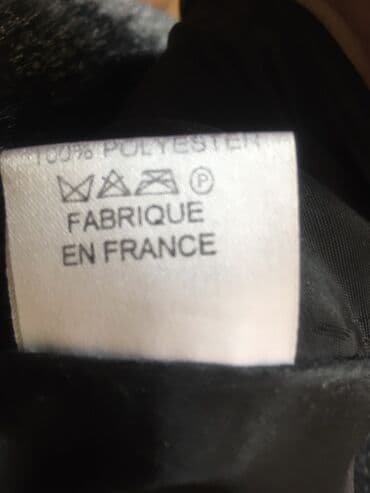 100% POLYESTER
P
FABRIQUE
EN FRANCE